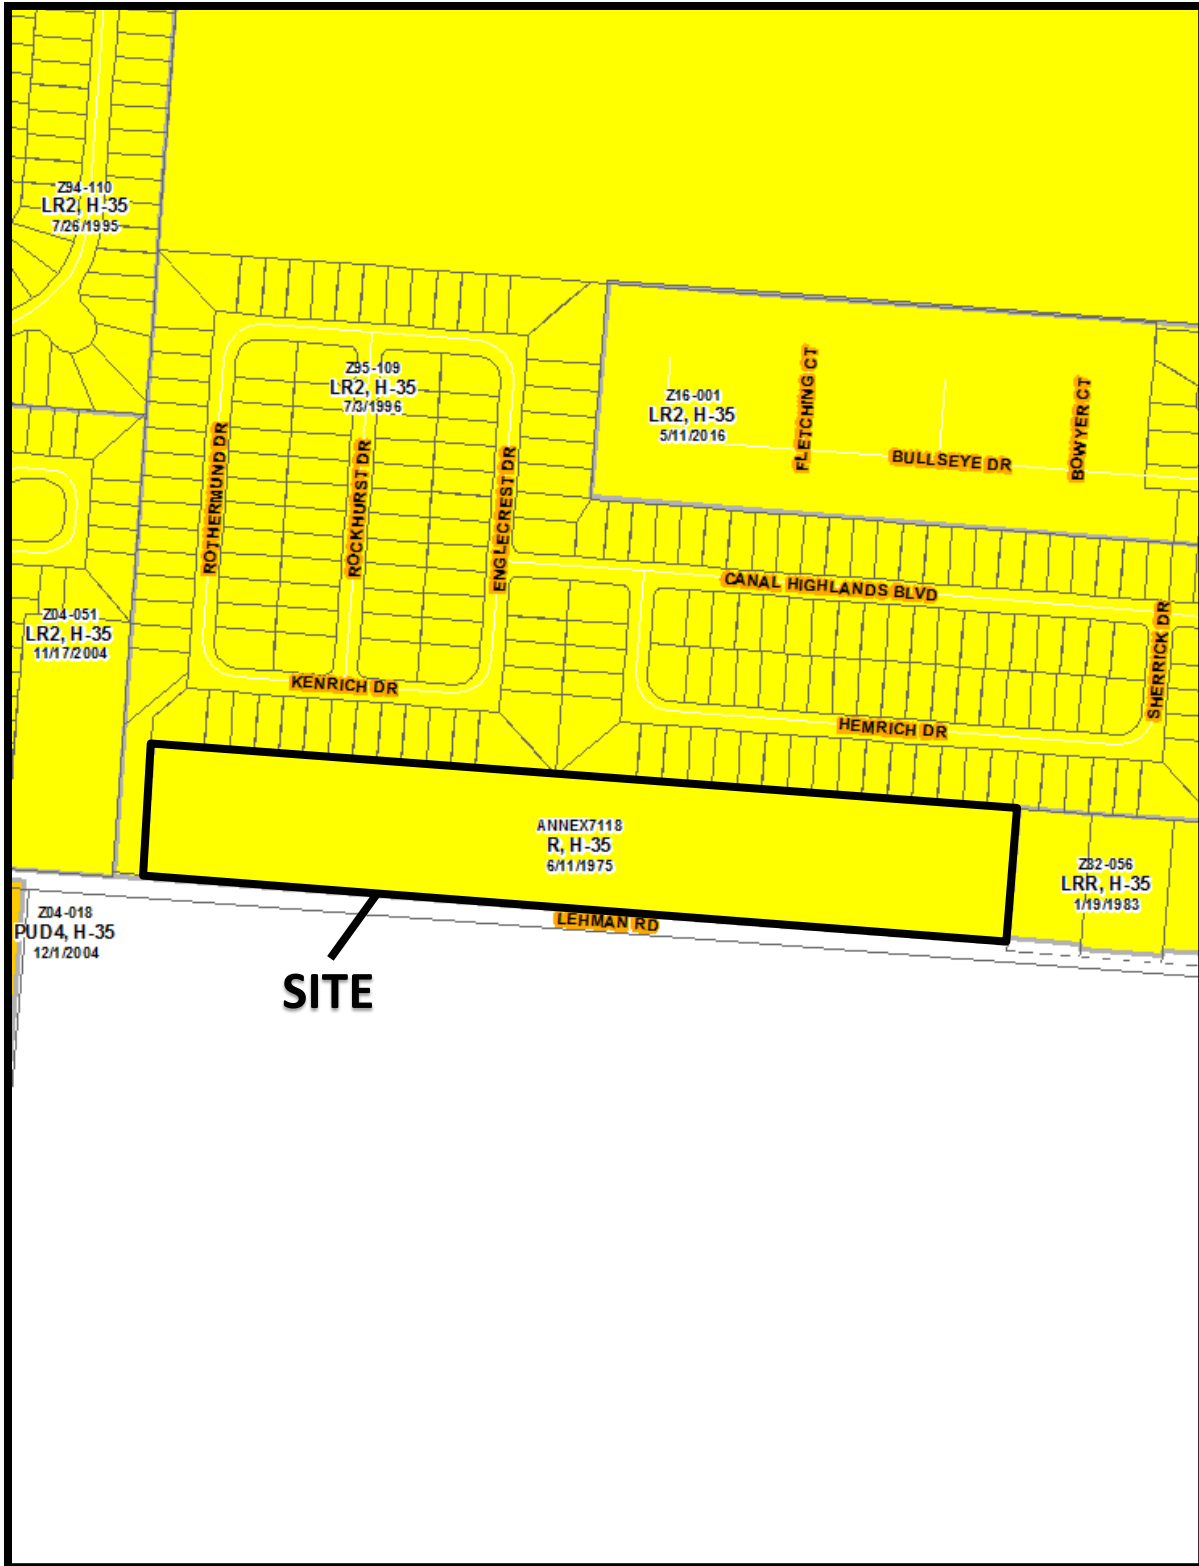 Z94-110
LR2, H-35
7/26/1995
Z95-109
LR2, H-35
7/3/1996
Z16-001
LR2, H-35
5/11/2016
FLETCHING CT
BOWYER CT
BULLSEYE DR
ROTHERMUND DR
ROCKHURST DR
ENGLECREST DR
CANAL HIGHLANDS BLVD
SHERRICK DR
Z04-051
LR2, H-35
11/17/2004
KENRICH DR
HEMRICH DR
ANNEX7118
R, H-35
6/11/1975
Z82-056
LRR, H-35
1/19/1983
Z04-018
PUD4, H-35
12/1/2004
LEHMAN RD
SITE